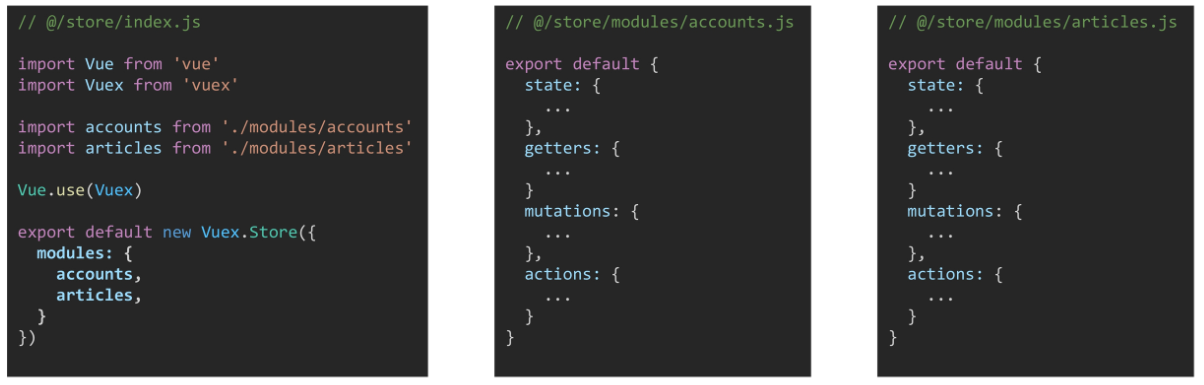 // @/store/index.js
import Vue from 'vue'
import Vuex from 'vuex'
import accounts from './modules/accounts'
import articles from './modules/articles'
Vue.use(Vuex)
export default new Vuex.Store({
  modules: {
    accounts,
    articles,
  }
})
// @/store/modules/accounts.js
export default {
  state: {
    ...
  },
  getters: {
    ...
  }
  mutations: {
    ...
  },
  actions: {
    ...
  }
}
// @/store/modules/articles.js
export default {
  state: {
    ...
  },
  getters: {
    ...
  }
  mutations: {
    ...
  },
  actions: {
    ...
  }
}